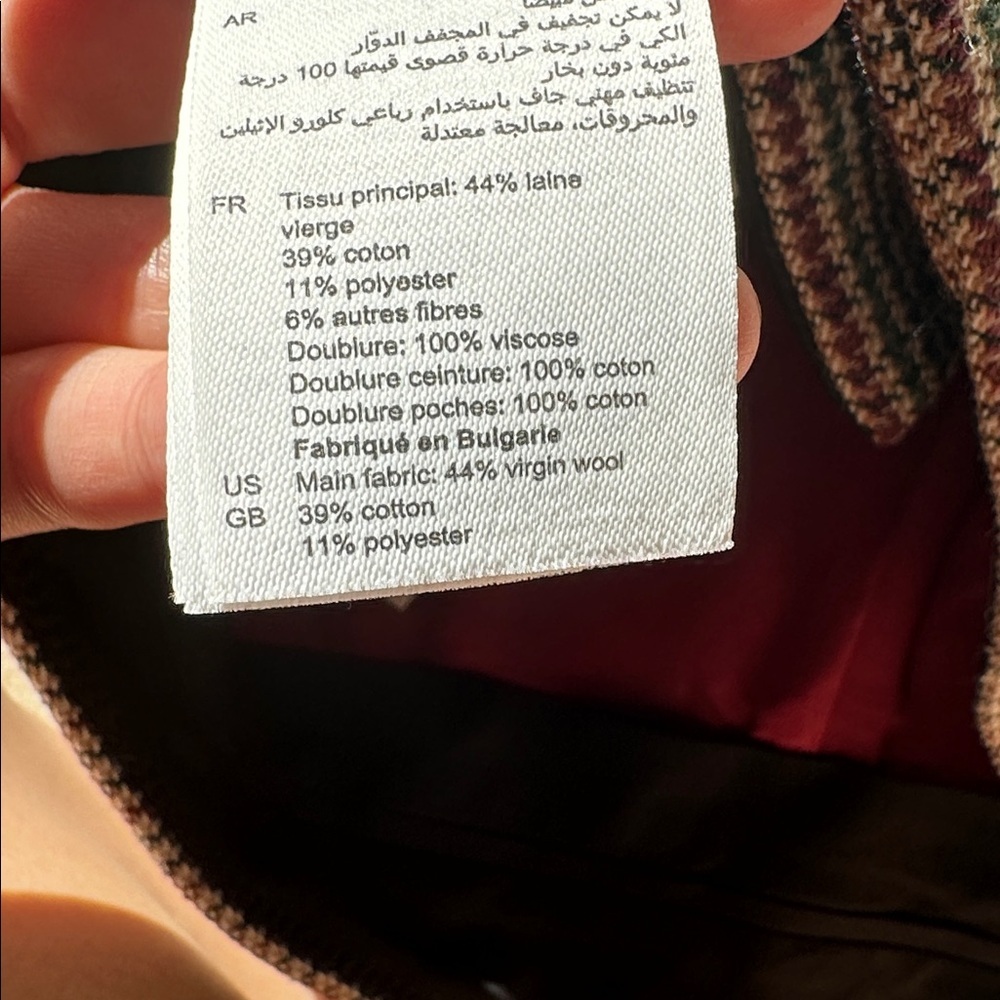 AR
لا يمكن تجفيف في المجفف الدوّار
الكي في درجة حرارة قصوى قيمتها 100 درجة
مئوية دون بخار
تنظيف مهني جاف باستخدام رباعي كلورو الاثيلين
والمحروقات، معالجة معتدلة
FR Tissu principal: 44% laine
vierge
39% coton
11% polyester
6% autres fibres
Doublure: 100% viscose
Doublure ceinture: 100% coton
Doublure poches: 100% coton
Fabriqué en Bulgarie
US Main fabric: 44% virgin wool
GB 39% cotton
11% polyester